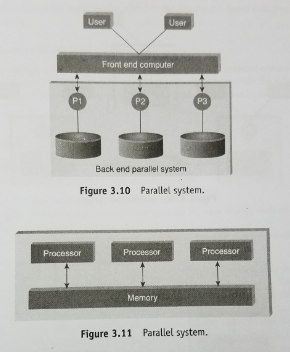 User User
Front end computer
P1 P2 P3
Back end parallel system
Figure 3.10 Parallel system.
Processor Processor Processor
Memory
Figure 3.11 Parallel system.